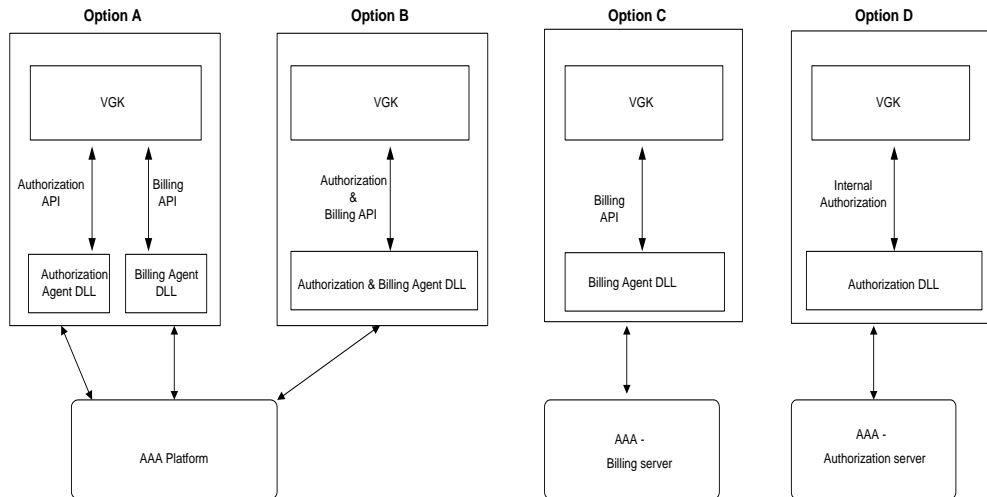 Option A
Option B
Option C
Option D
VGK
VGK
VGK
VGK
Authorization
API
Billing
API
Authorization
&
Billing API
Billing
API
Internal
Authorization
Authorization
Agent DLL
Billing Agent
DLL
Authorization & Billing Agent DLL
Billing Agent DLL
Authorization DLL
AAA Platform
AAA -
Billing server
AAA -
Authorization server